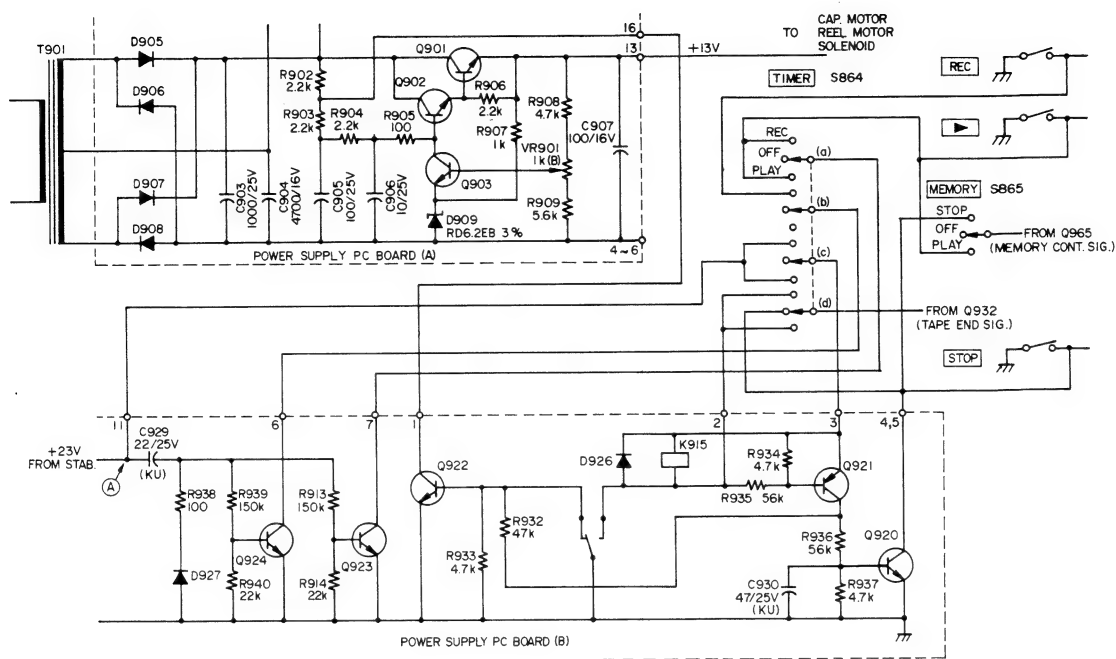 T901
D905
D906
D907
D908
C903
1000/25V
C904
4700/16V
R902
2.2k
R903
2.2k
R904
2.2k
R905
100
C905
100/25V
C906
10/25V
Q901
Q902
Q903
R906
2.2k
R907
1k
D909
RD6.2EB 3%
R908
4.7k
VR901
1k(B)
R909
5.6k
C907
100/16V
16
13
4~6
POWER SUPPLY PC BOARD (A)
+13V
TO CAP. MOTOR
REEL MOTOR
SOLENOID
TIMER S864
REC
OFF
PLAY
(a)
(b)
(c)
(d)
REC
▶
MEMORY S865
STOP
OFF
PLAY
FROM Q965
(MEMORY CONT. SIG.)
FROM Q932
(TAPE END SIG.)
STOP
11
6
7
1
2
3
4,5
+23V
FROM STAB.
A
C929
22/25V
(KU)
R938
100
D927
R939
150k
Q924
R940
22k
R913
150k
Q923
R914
22k
Q922
R933
4.7k
R932
47k
D926
K915
R934
4.7k
R935 56k
Q921
R936
56k
Q920
C930
47/25V
(KU)
R937
4.7k
POWER SUPPLY PC BOARD (B)